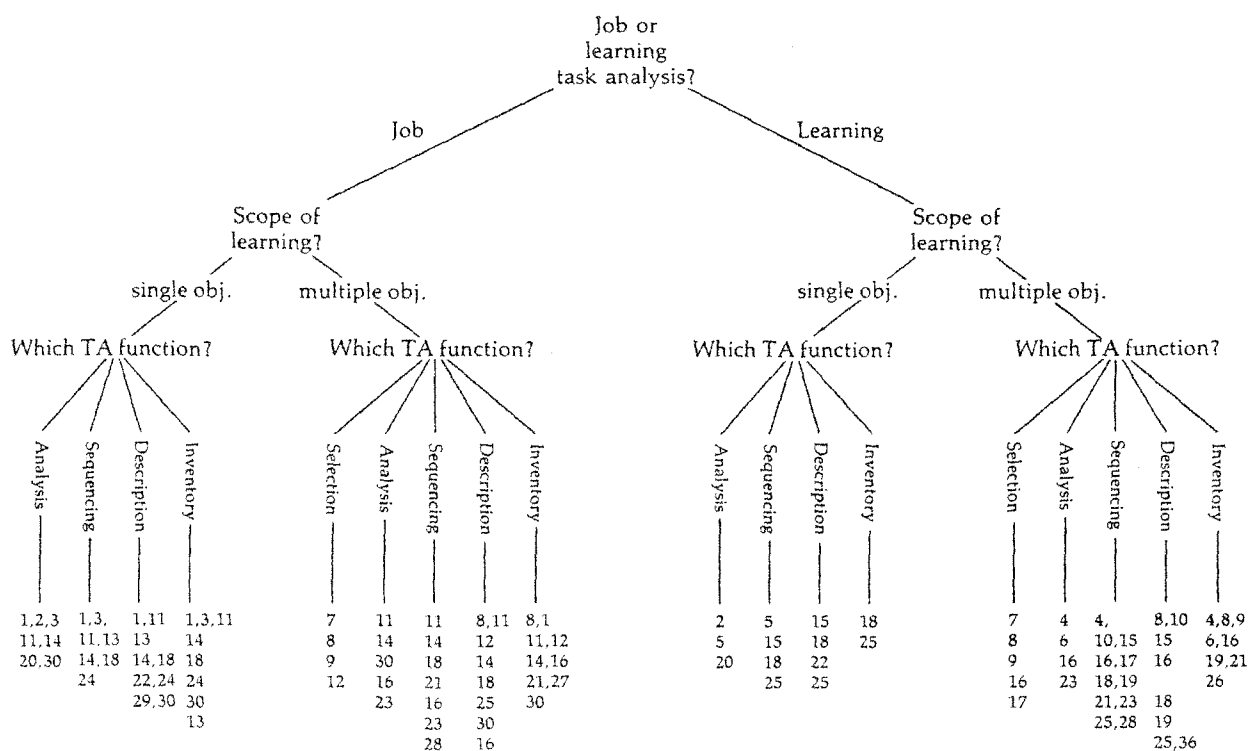 Job or
learning
task analysis?
Job
Learning
Scope of
learning?
Scope of
learning?
single obj.
multiple obj.
single obj.
multiple obj.
Which TA function?
Which TA function?
Which TA function?
Which TA function?
Analysis
Sequencing
Description
Inventory
Selection
Analysis
Sequencing
Description
Inventory
Analysis
Sequencing
Description
Inventory
Selection
Analysis
Sequencing
Description
Inventory
1,2,3 1,3, 1,11 1,3,11 7 11 11 8,11 8,1 2 5 15 18 7 4 4, 8,10 4,8,9
11,14 11,13 13 14 8 14 14 12 11,12 5 15 18 25 8 6 10,15 15 6,16
20,30 14,18 14,18 18 9 30 18 14 14,16 20 18 22 9 16 16,17 16 19,21
24 22,24 24 12 16 21 18 21,27 25 25 16 23 18,19 26
29,30 30 23 16 25 30 17 21,23 18
13 23 30 25,28 19
28 16 25,36